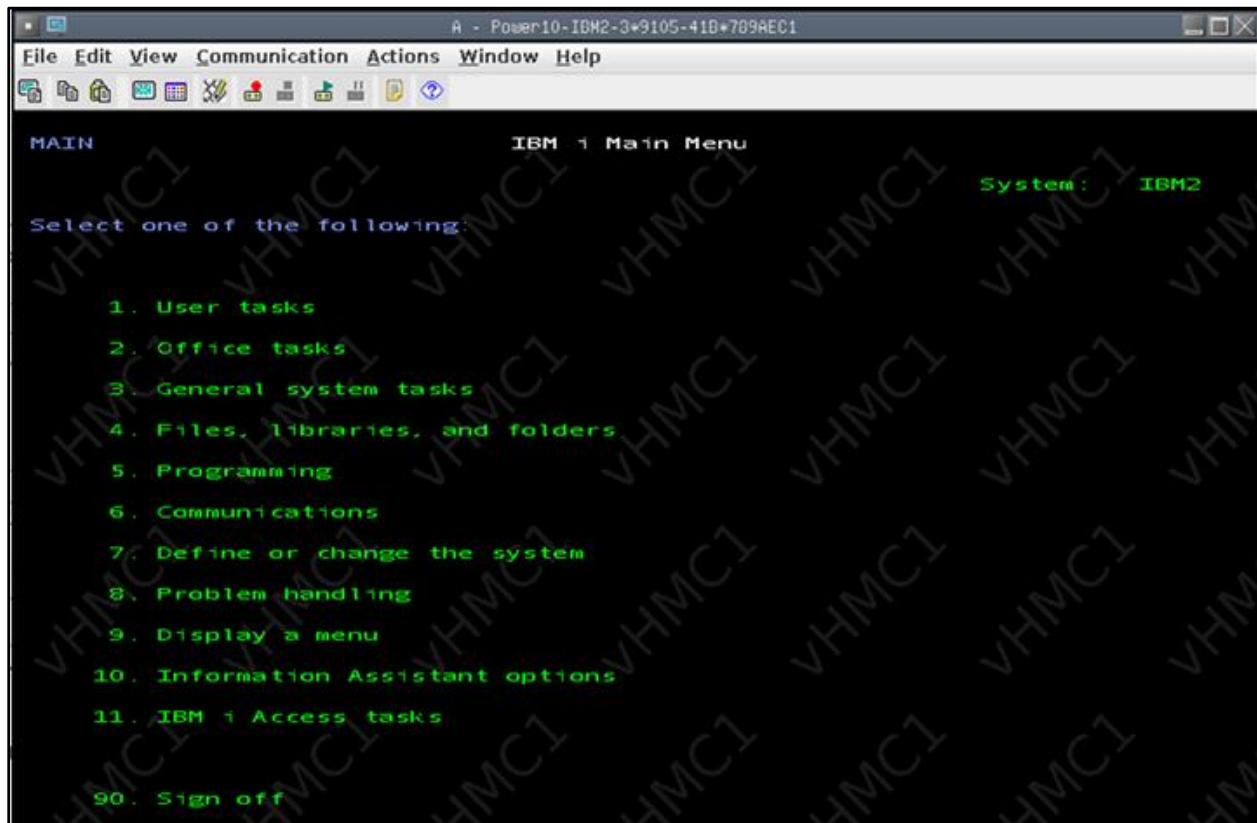 A - Power10-IBM2-3*9105-41B*789AEC1
File Edit View Communication Actions Window Help
MAIN IBM i Main Menu
System: IBM2
Select one of the following:
1. User tasks
2. Office tasks
3. General system tasks
4. Files, libraries, and folders
5. Programming
6. Communications
7. Define or change the system
8. Problem handling
9. Display a menu
10. Information Assistant options
11. IBM i Access tasks
90. Sign off
vHMC1